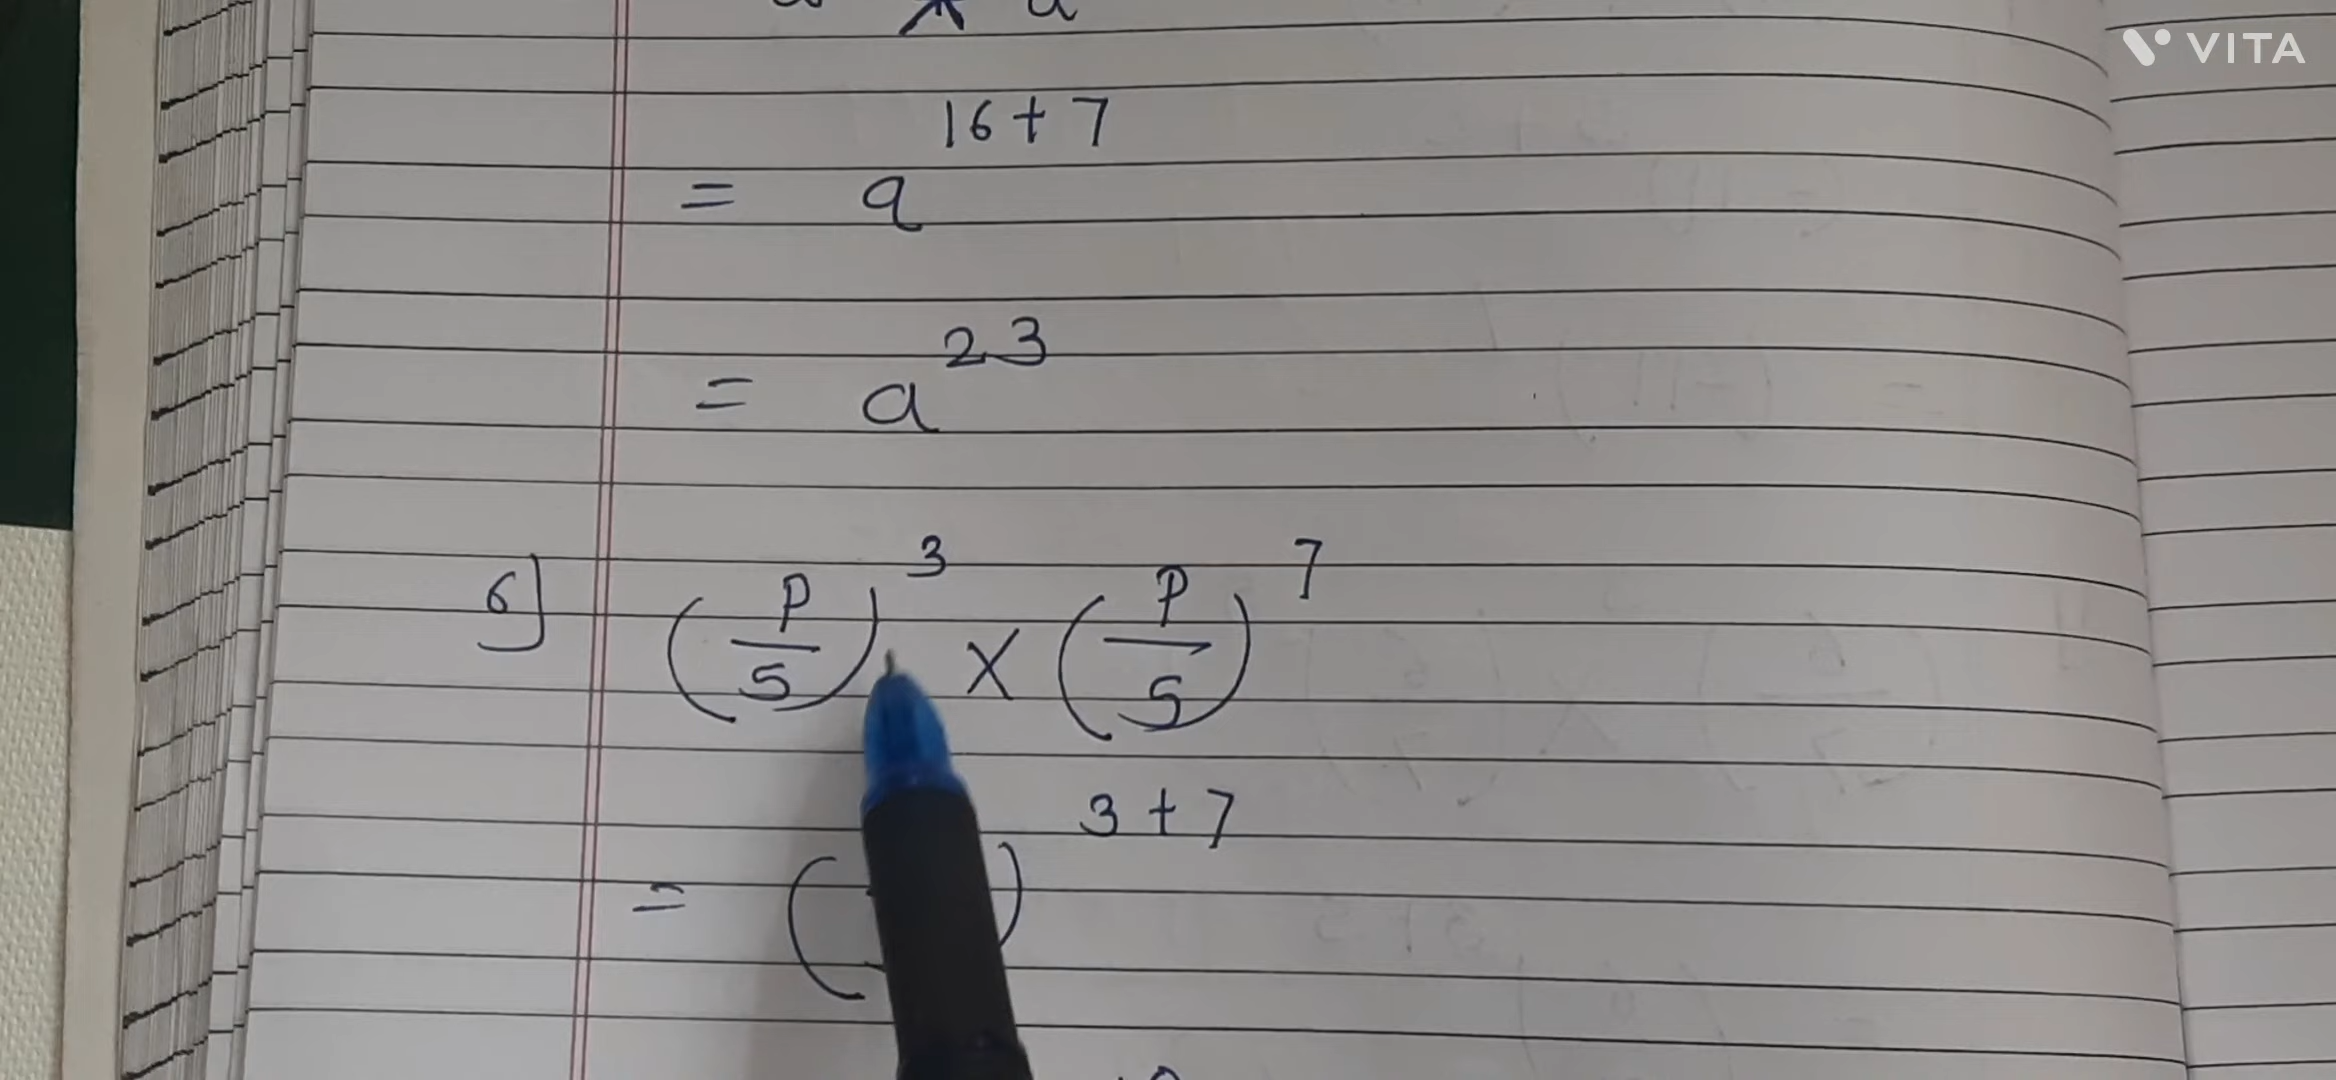 VITA
= a^{16+7}
= a^{23}
6] (P/5)^3 × (P/5)^7
= ( )^{3+7}